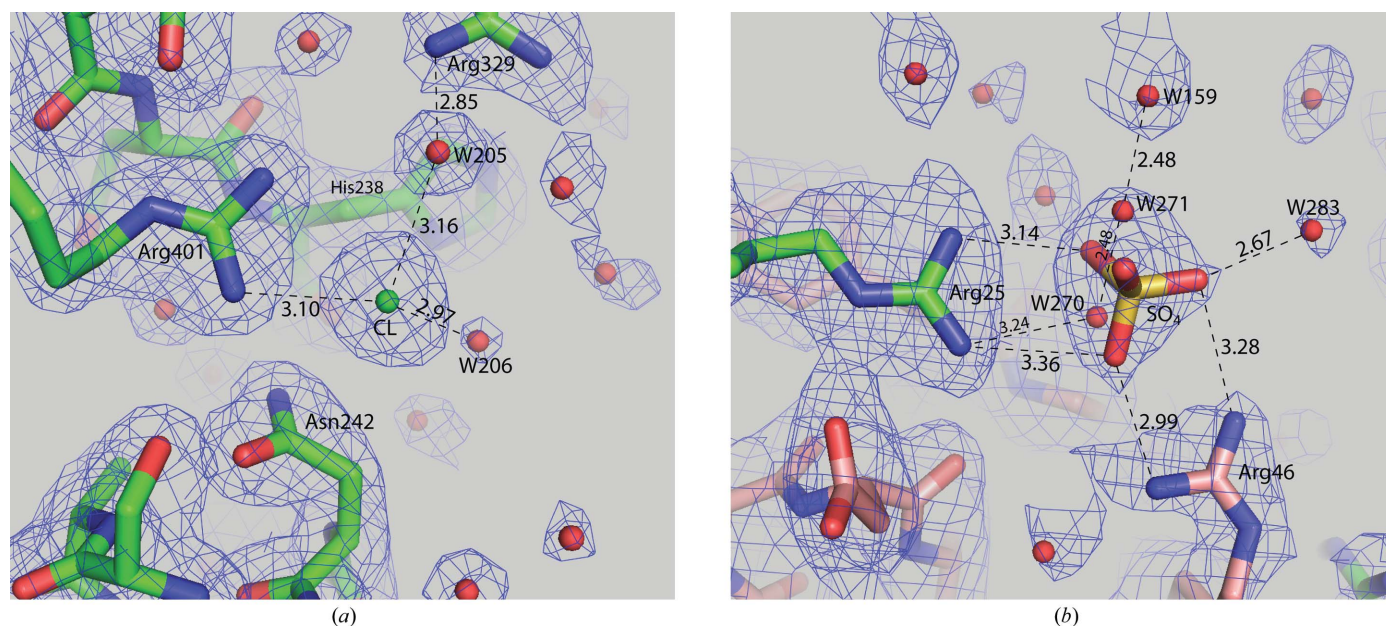 Arg329
2.85
W205
His238
3.16
Arg401
3.10
CL
2.97
W206
Asn242
(a)
W159
2.48
W271
W283
3.14
2.48
2.67
Arg25
W270
SO4
3.24
3.36
3.28
2.99
Arg46
(b)